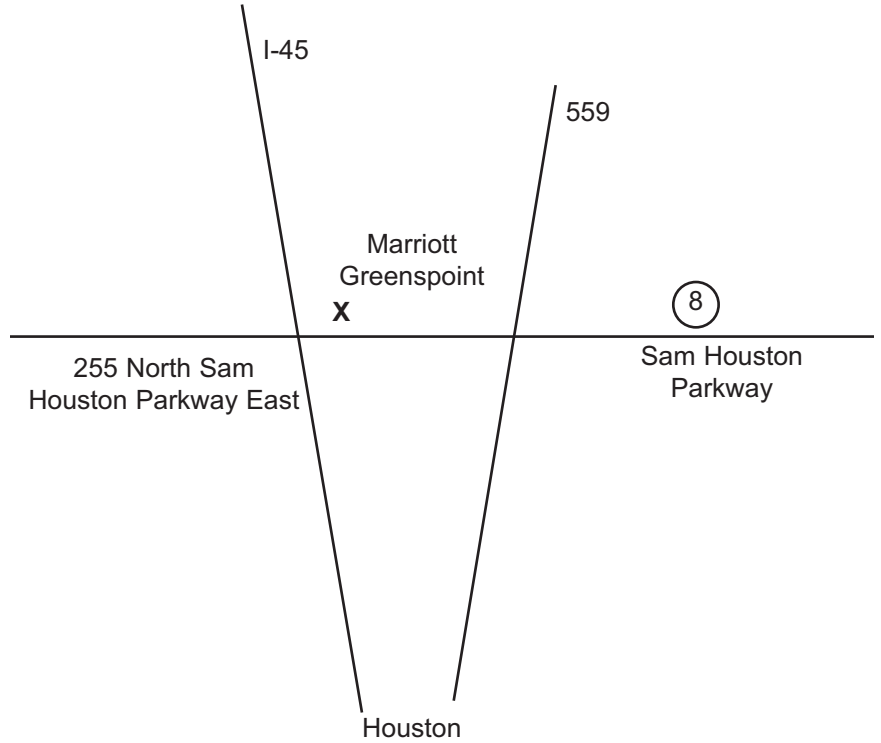 I-45
559
Marriott
Greenspoint
X
8
255 North Sam
Houston Parkway East
Sam Houston
Parkway
Houston